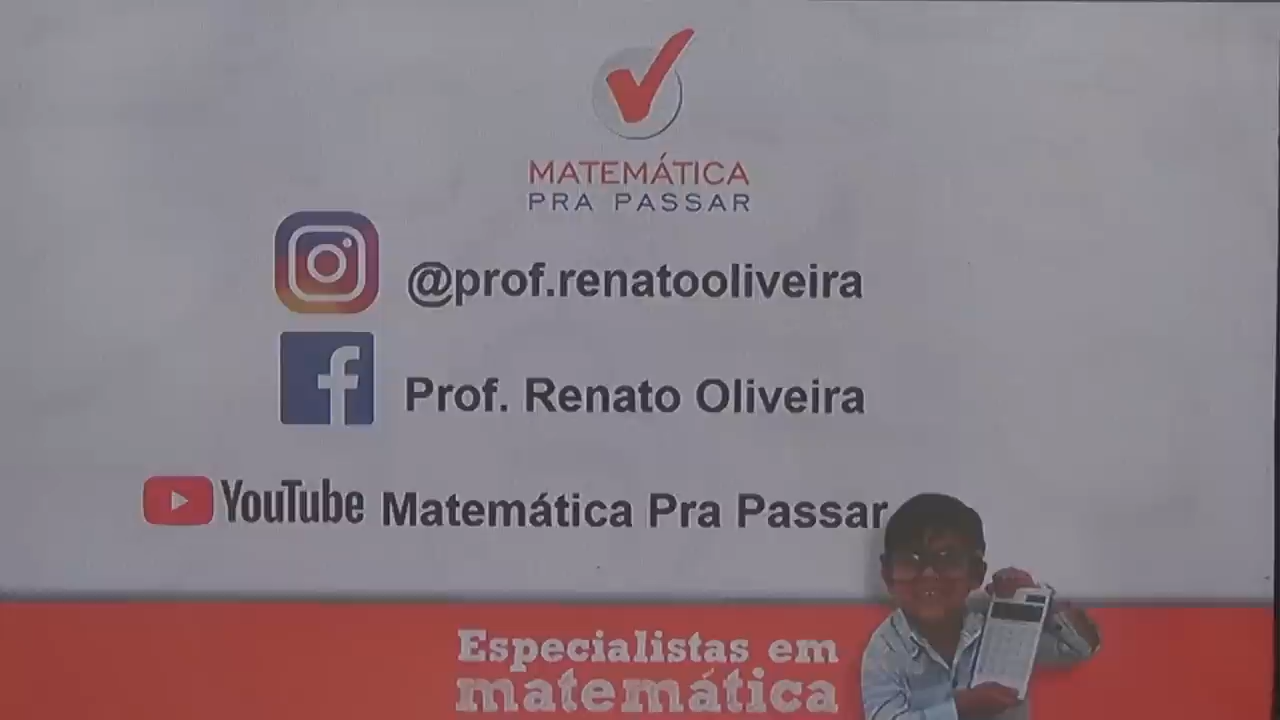 MATEMÁTICA
PRA PASSAR
@prof.renatooliveira
Prof. Renato Oliveira
YouTube Matemática Pra Passar
Especialistas em
matemática